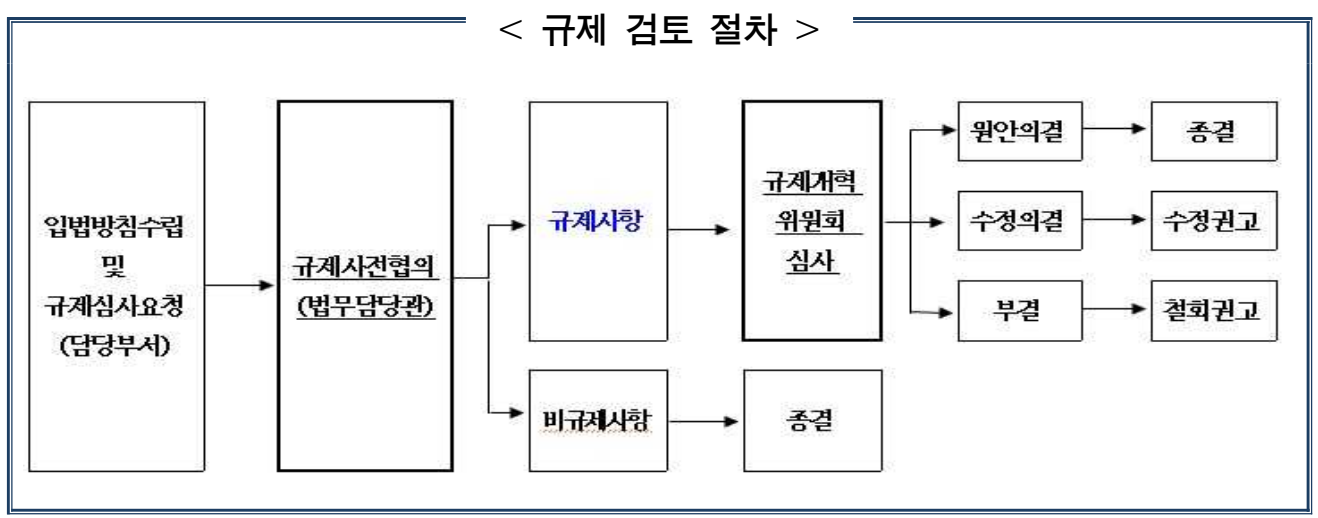 < 규제 검토 절차 >
입법방침수립
및
규제심사요청
(담당부서)
규제사전협의
(법무담당관)
규제사항
규제개혁
위원회
심사
원안의결
종결
수정의결
수정권고
부결
철회권고
비규제사항
종결